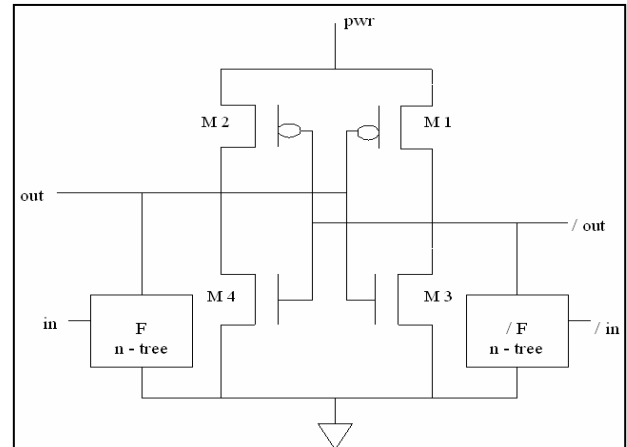 pwr
M 2
M 1
out
/ out
M 4
M 3
in
F
n - tree
/ F
n - tree
/ in